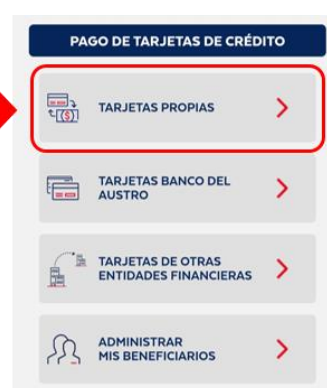 PAGO DE TARJETAS DE CRÉDITO
TARJETAS PROPIAS
TARJETAS BANCO DEL
AUSTRO
TARJETAS DE OTRAS
ENTIDADES FINANCIERAS
ADMINISTRAR
MIS BENEFICIARIOS